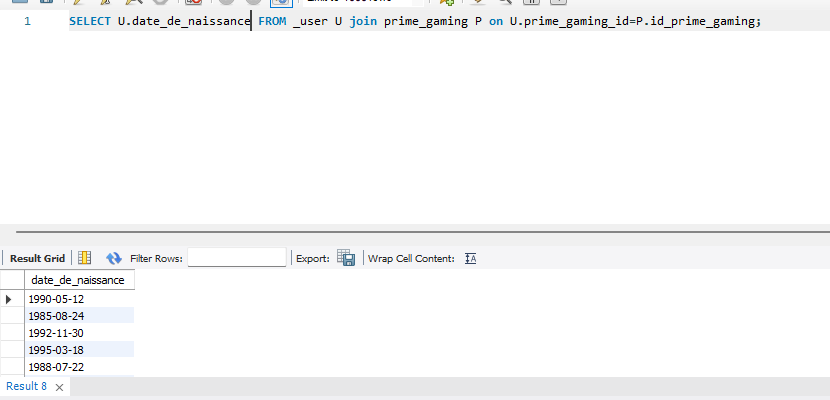 1 SELECT U.date_de_naissance FROM _user U join prime_gaming P on U.prime_gaming_id=P.id_prime_gaming;
Result Grid Filter Rows: Export: Wrap Cell Content:
date_de_naissance
1990-05-12
1985-08-24
1992-11-30
1995-03-18
1988-07-22
Result 8